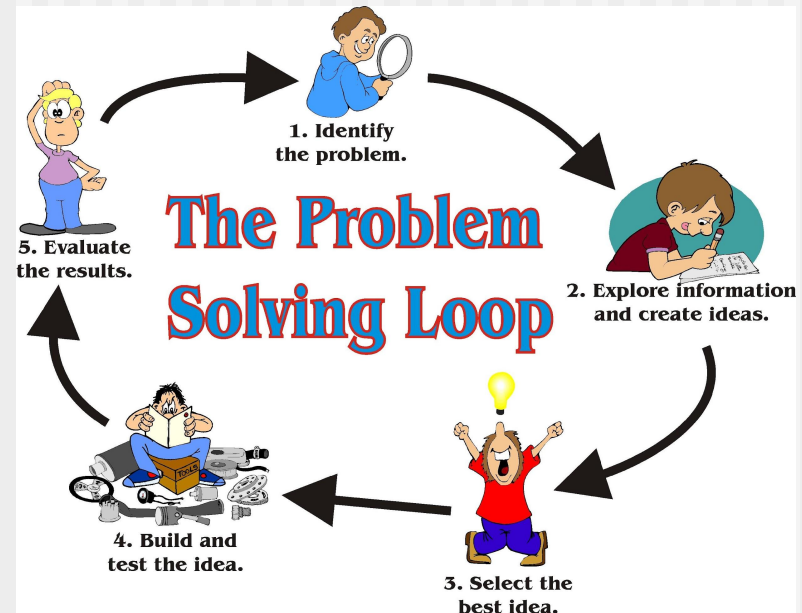 The Problem
Solving Loop
1. Identify
the problem.
2. Explore information
and create ideas.
3. Select the
best idea.
4. Build and
test the idea.
TOOLS
5. Evaluate
the results.